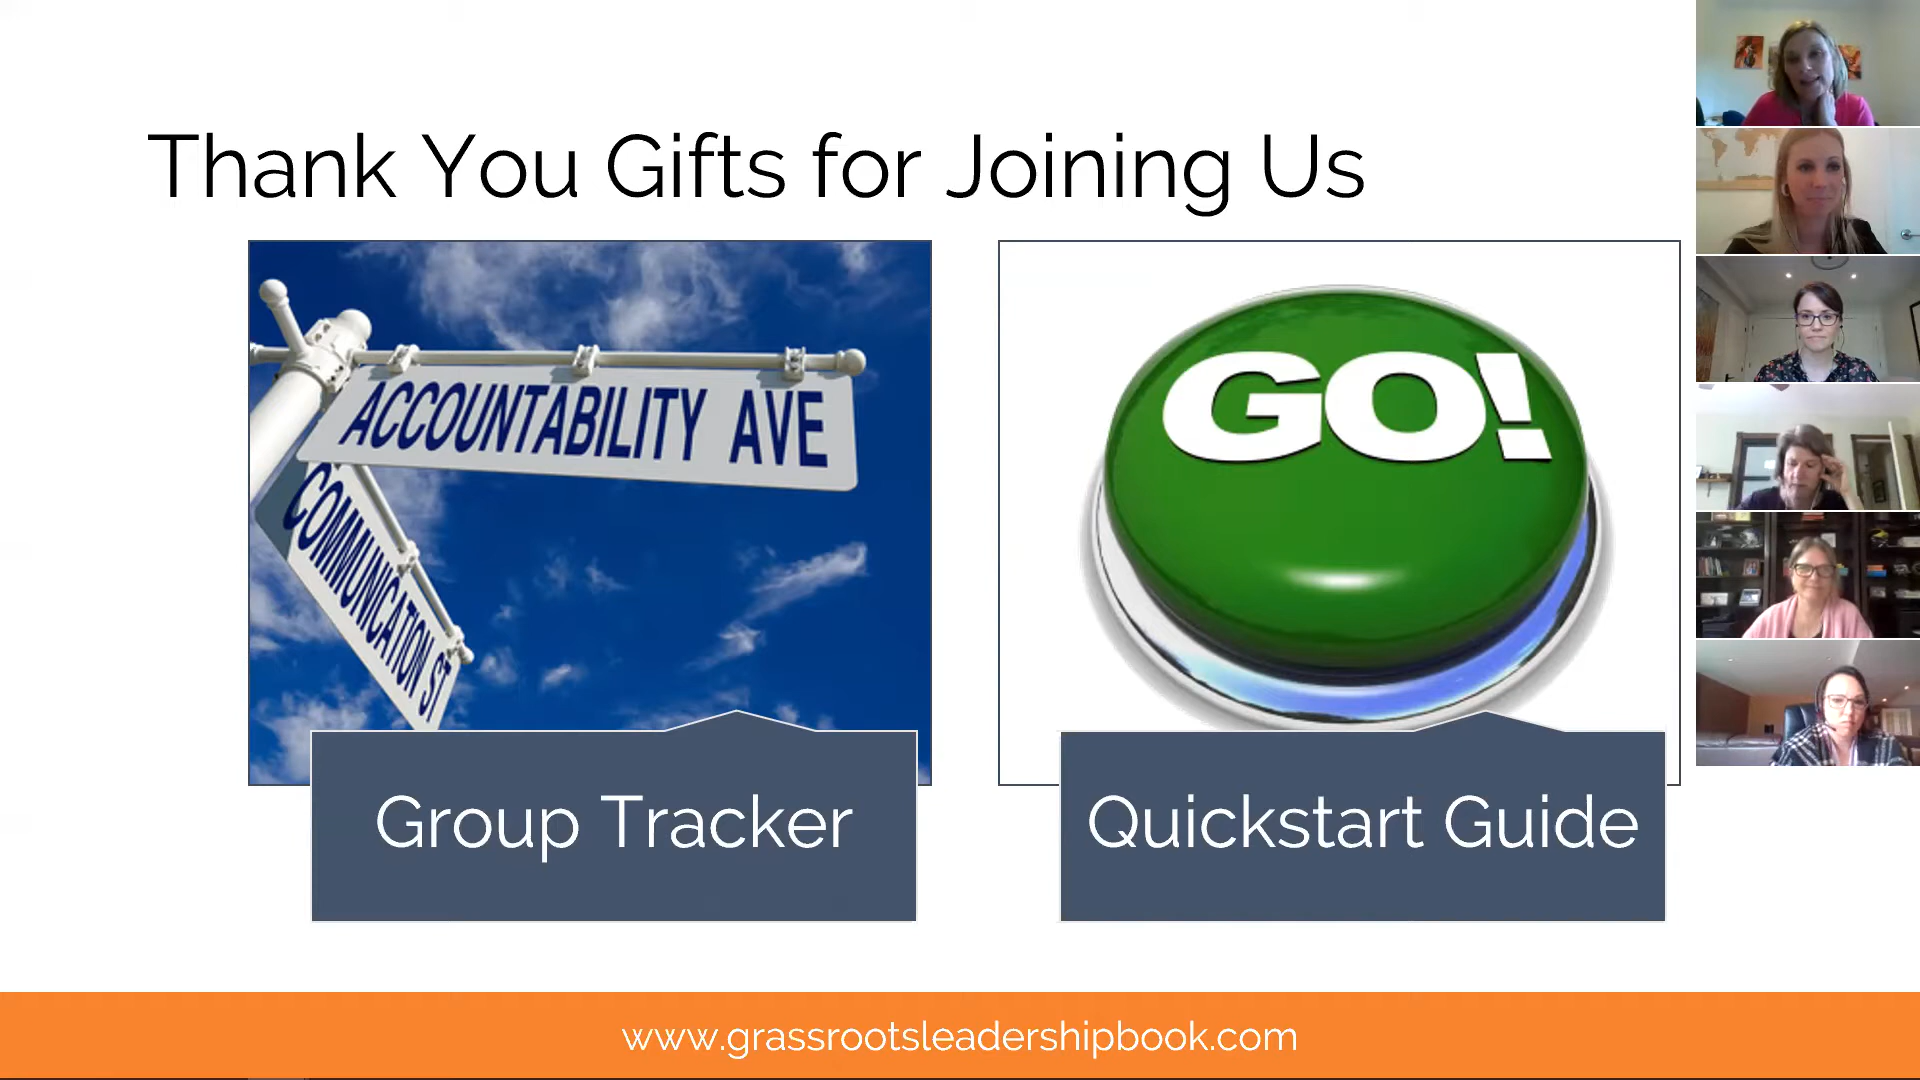 Thank You Gifts for Joining Us
ACCOUNTABILITY AVE
COMMUNICATION ST
GO!
Group Tracker
Quickstart Guide
www.grassrootsleadershipbook.com